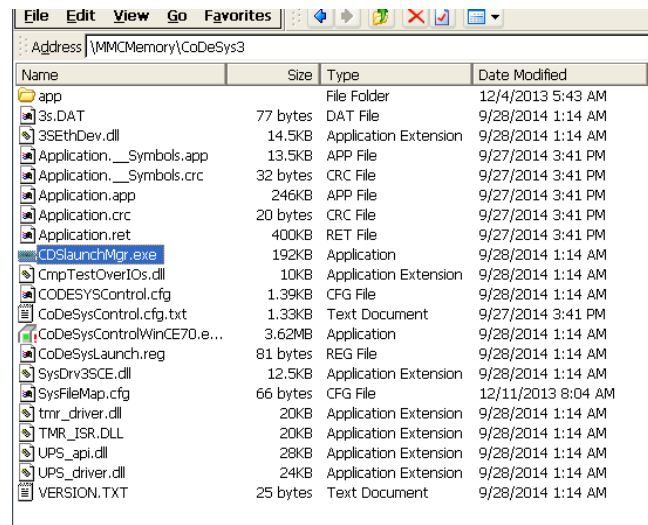 File Edit View Go Favorites
Address \MMCMemory\CoDeSys3
Name Size Type Date Modified
app File Folder 12/4/2013 5:43 AM
3s.DAT 77 bytes DAT File 9/28/2014 1:14 AM
3SEthDev.dll 14.5KB Application Extension 9/28/2014 1:14 AM
Application.__Symbols.app 13.5KB APP File 9/27/2014 3:41 PM
Application.__Symbols.crc 32 bytes CRC File 9/27/2014 3:41 PM
Application.app 246KB APP File 9/27/2014 3:41 PM
Application.crc 20 bytes CRC File 9/27/2014 3:41 PM
Application.ret 400KB RET File 9/27/2014 3:41 PM
CDSlaunchMgr.exe 192KB Application 9/28/2014 1:14 AM
CmpTestOverIOs.dll 10KB Application Extension 9/28/2014 1:14 AM
CODESYSControl.cfg 1.39KB CFG File 9/28/2014 1:14 AM
CoDeSysControl.cfg.txt 1.33KB Text Document 9/27/2014 3:41 PM
CoDeSysControlWinCE70.e... 3.62MB Application 9/28/2014 1:14 AM
CoDeSysLaunch.reg 81 bytes REG File 9/28/2014 1:14 AM
SysDrv3SCE.dll 12.5KB Application Extension 9/28/2014 1:14 AM
SysFileMap.cfg 66 bytes CFG File 12/11/2013 8:04 AM
tmr_driver.dll 20KB Application Extension 9/28/2014 1:14 AM
TMR_ISR.DLL 20KB Application Extension 9/28/2014 1:14 AM
UPS_api.dll 28KB Application Extension 9/28/2014 1:14 AM
UPS_driver.dll 24KB Application Extension 9/28/2014 1:14 AM
VERSION.TXT 25 bytes Text Document 9/28/2014 1:14 AM